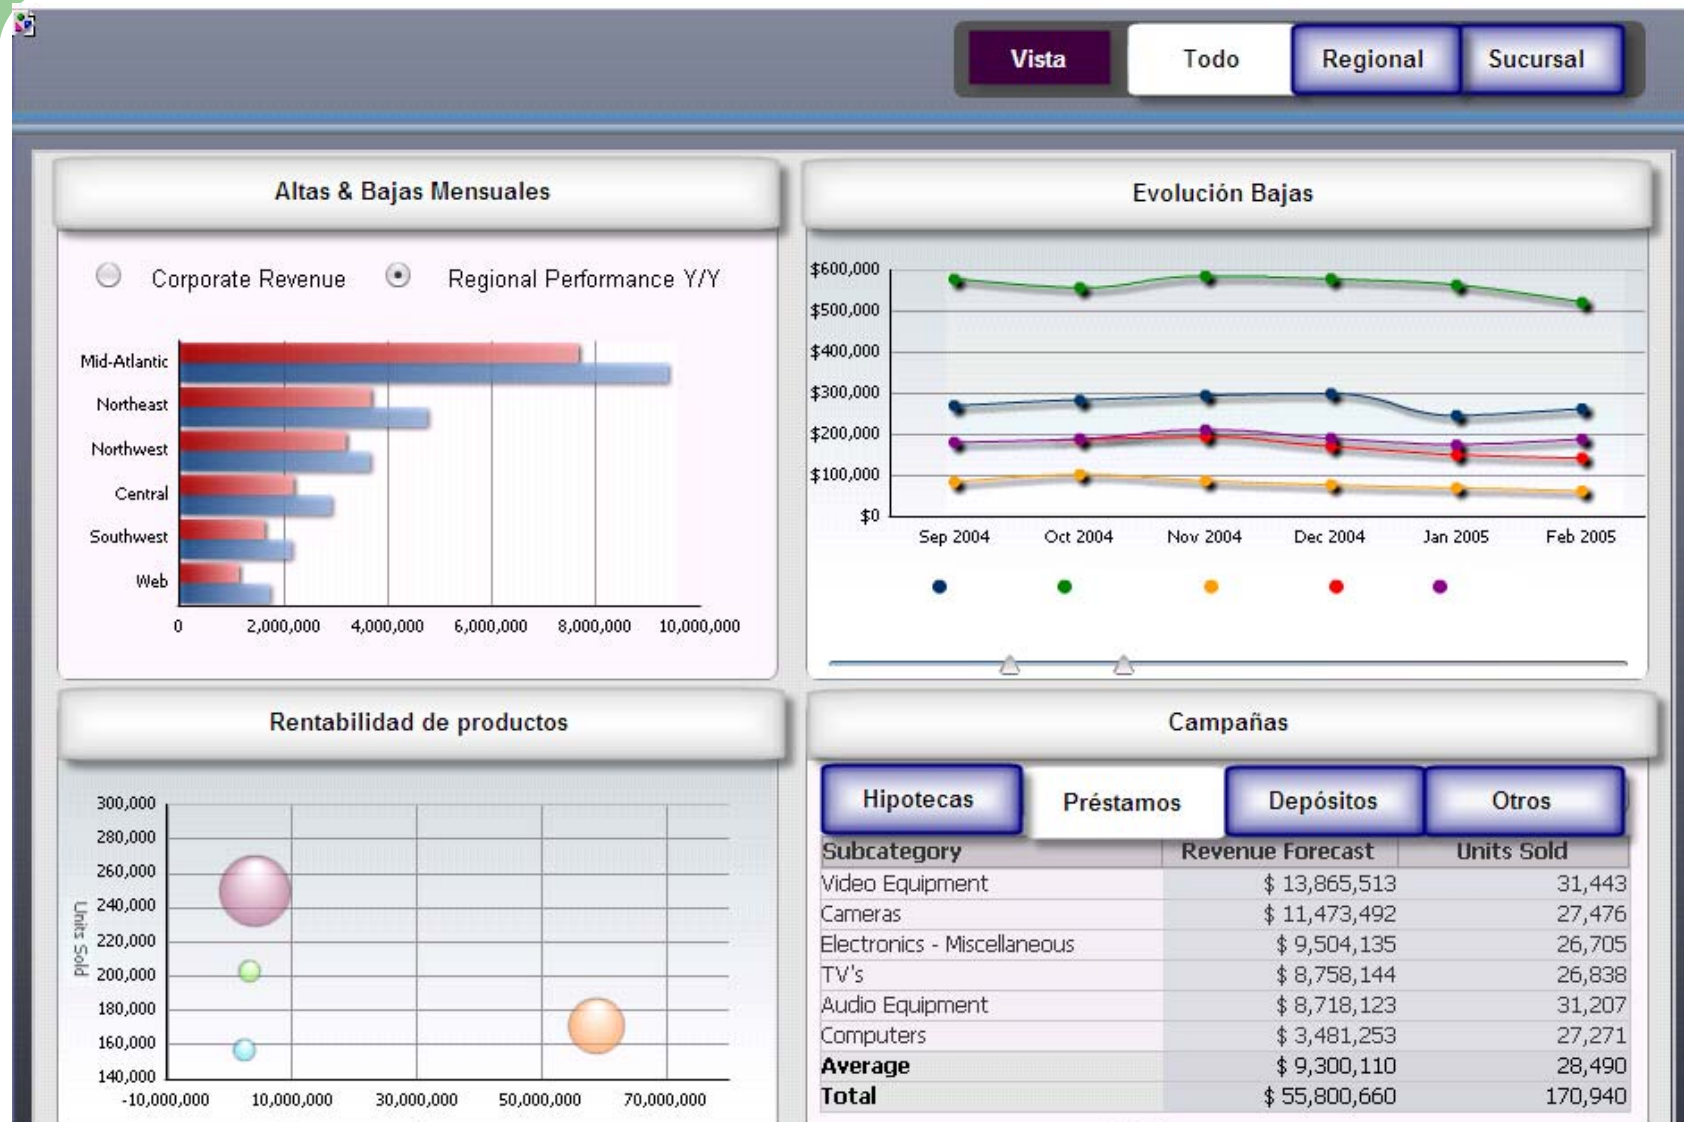 Vista Todo Regional Sucursal
Altas & Bajas Mensuales
Corporate Revenue Regional Performance Y/Y
Mid-Atlantic
Northeast
Northwest
Central
Southwest
Web
0 2,000,000 4,000,000 6,000,000 8,000,000 10,000,000
Evolución Bajas
$600,000
$500,000
$400,000
$300,000
$200,000
$100,000
$0
Sep 2004 Oct 2004 Nov 2004 Dec 2004 Jan 2005 Feb 2005
Rentabilidad de productos
300,000
280,000
260,000
240,000
220,000
200,000
180,000
160,000
140,000
Units Sold
-10,000,000 10,000,000 30,000,000 50,000,000 70,000,000
Campañas
Hipotecas Préstamos Depósitos Otros
Subcategory Revenue Forecast Units Sold
Video Equipment $ 13,865,513 31,443
Cameras $ 11,473,492 27,476
Electronics - Miscellaneous $ 9,504,135 26,705
TV's $ 8,758,144 26,838
Audio Equipment $ 8,718,123 31,207
Computers $ 3,481,253 27,271
Average $ 9,300,110 28,490
Total $ 55,800,660 170,940